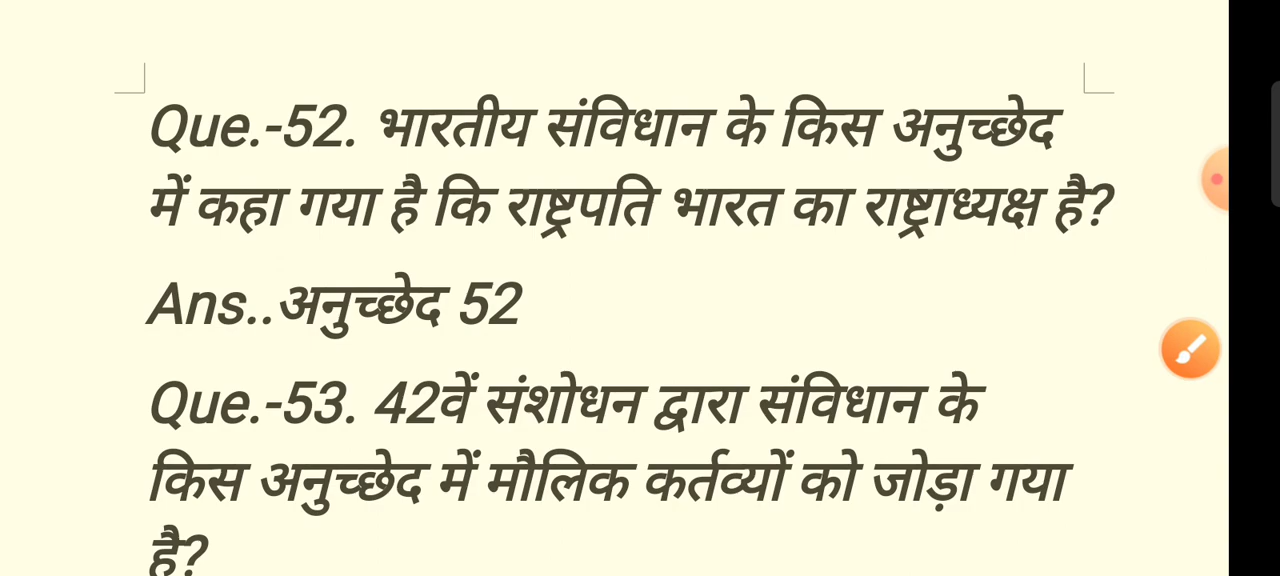 Que.-52. भारतीय संविधान के किस अनुच्छेद
में कहा गया है कि राष्ट्रपति भारत का राष्ट्राध्यक्ष है?
Ans..अनुच्छेद 52
Que.-53. 42वें संशोधन द्वारा संविधान के
किस अनुच्छेद में मौलिक कर्तव्यों को जोड़ा गया
है?